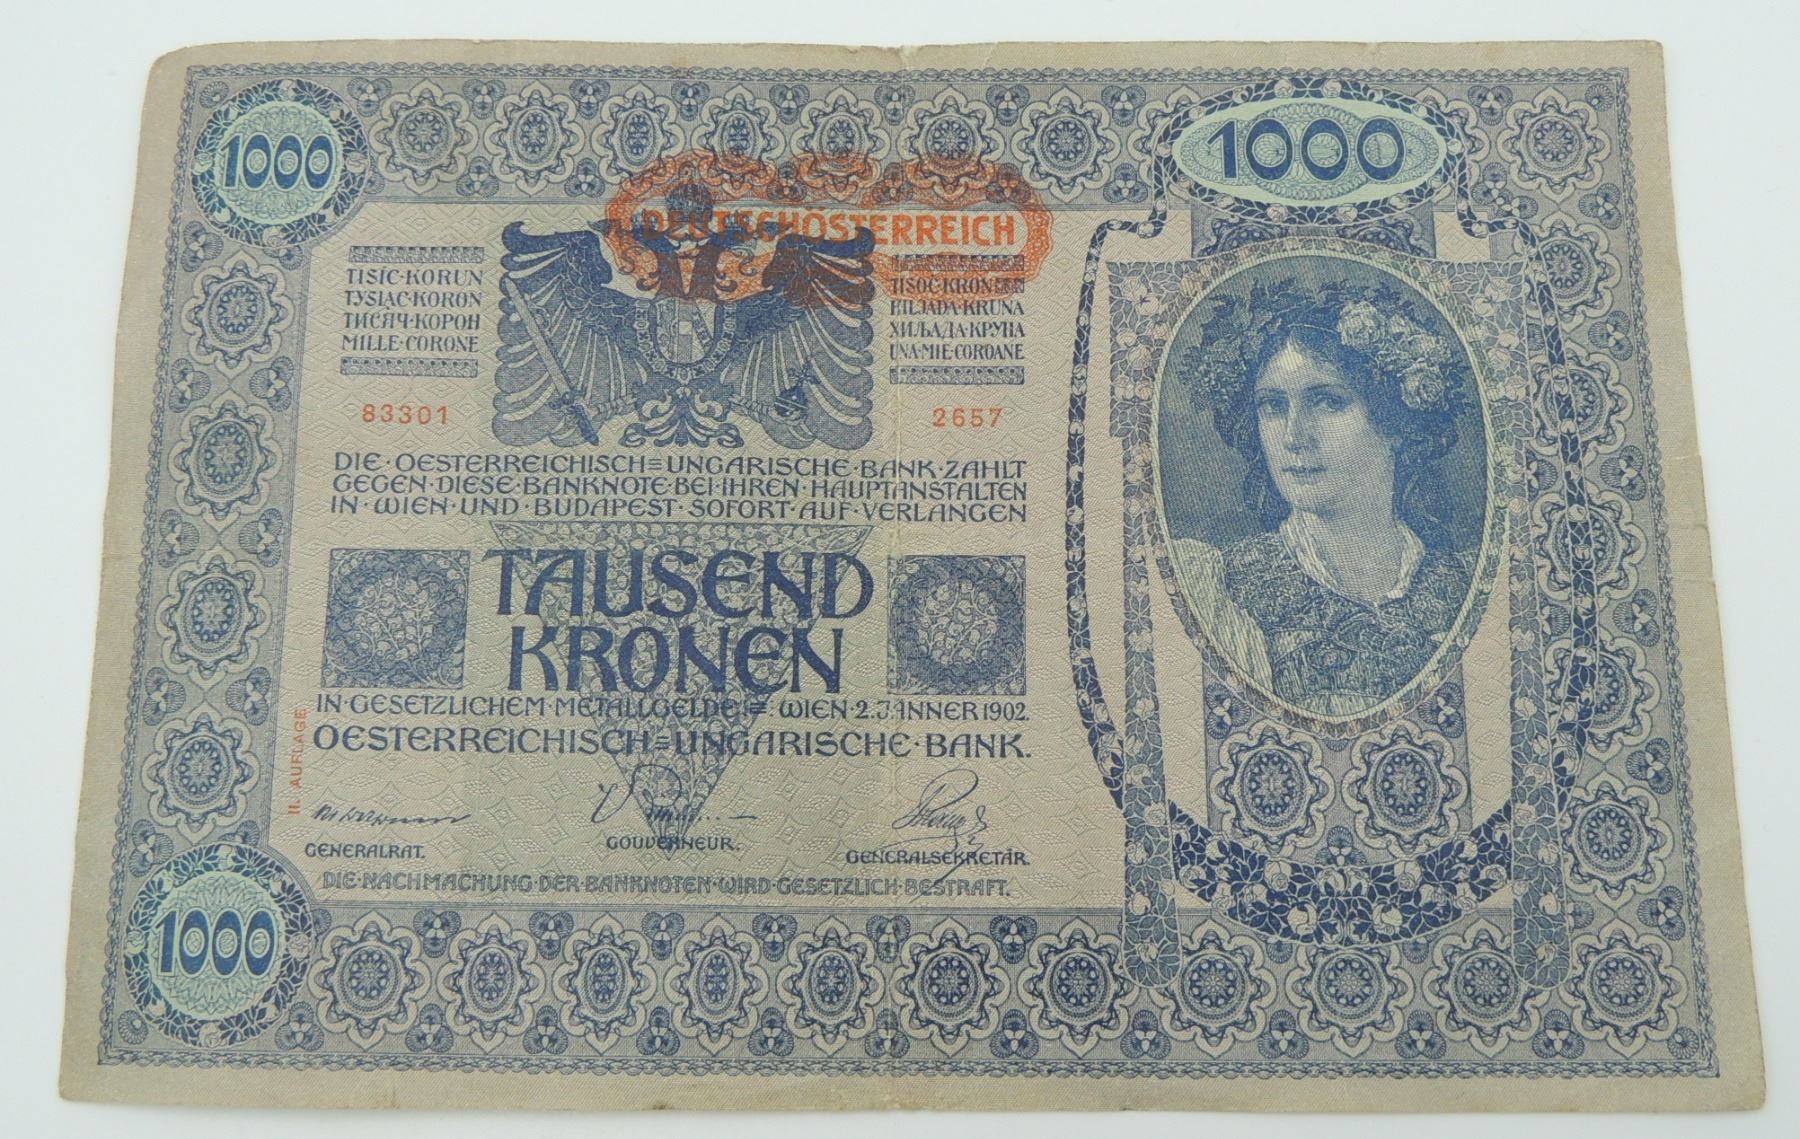 1000
1000
DEUTSCHÖSTERREICH
TISÍC·KORUN
TYSIĄC·KORON
ТИСЯЧ·КОРОН
MILLE·CORONE
TISOČ·KRON
HILJADA·KRUNA
ХИЉАДА·КРУНА
UNA·MIE·COROANE
83301
2657
DIE·OESTERREICHISCH=UNGARISCHE·BANK·ZAHLT
GEGEN·DIESE·BANKNOTE·BEI·IHREN·HAUPTANSTALTEN
IN·WIEN·UND·BUDAPEST·SOFORT·AUF·VERLANGEN
TAUSEND
KRONEN
IN·GESETZLICHEM·METALLGELDE=·WIEN·2.JÄNNER 1902.
OESTERREICHISCH=UNGARISCHE·BANK.
II. AUFLAGE
GENERALRAT.
GOUVERNEUR.
GENERALSEKRETÄR.
DIE·NACHMACHUNG·DER·BANKNOTEN·WIRD·GESETZLICH·BESTRAFT.
1000